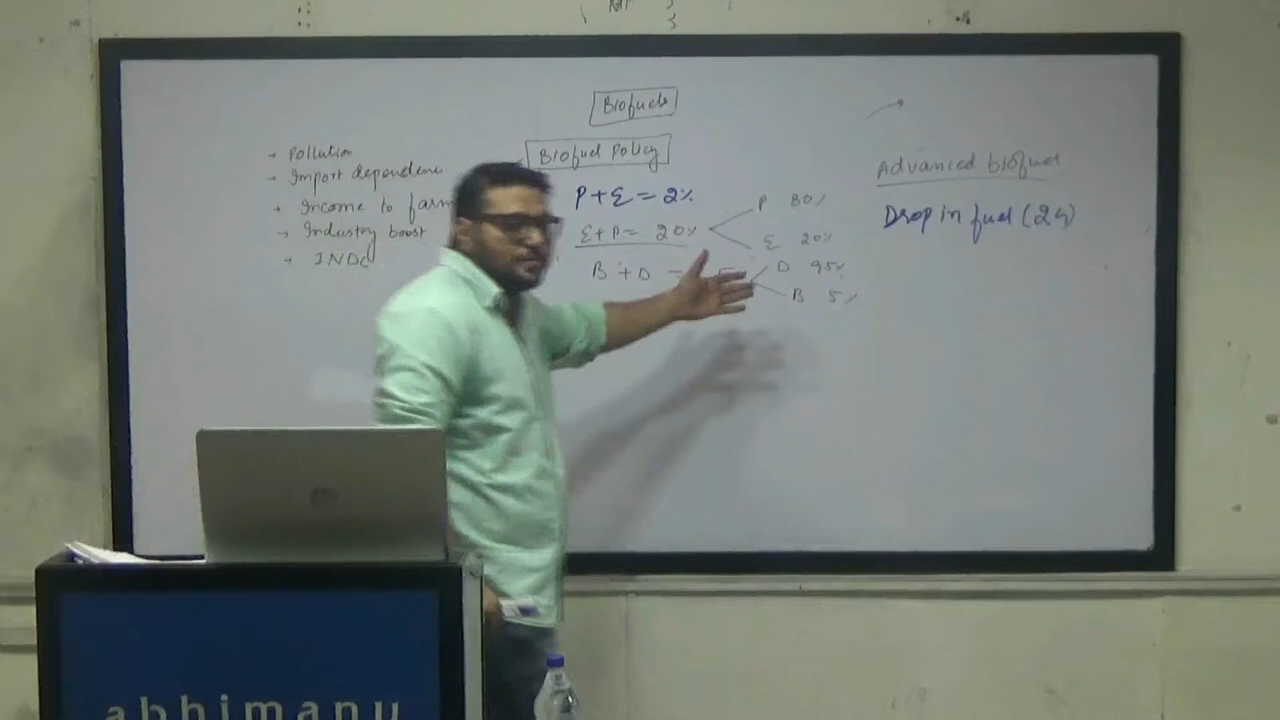 Biofuels
Biofuel Policy
→ Pollution
→ Import dependence
→ Income to farm
→ Industry boost
→ INDC
P+E = 2%
E+P = 20%
P 80%
E 20%
B+D =
D 95%
B 5%
Advanced biofuel
Drop in fuel (2G)
abhimanu